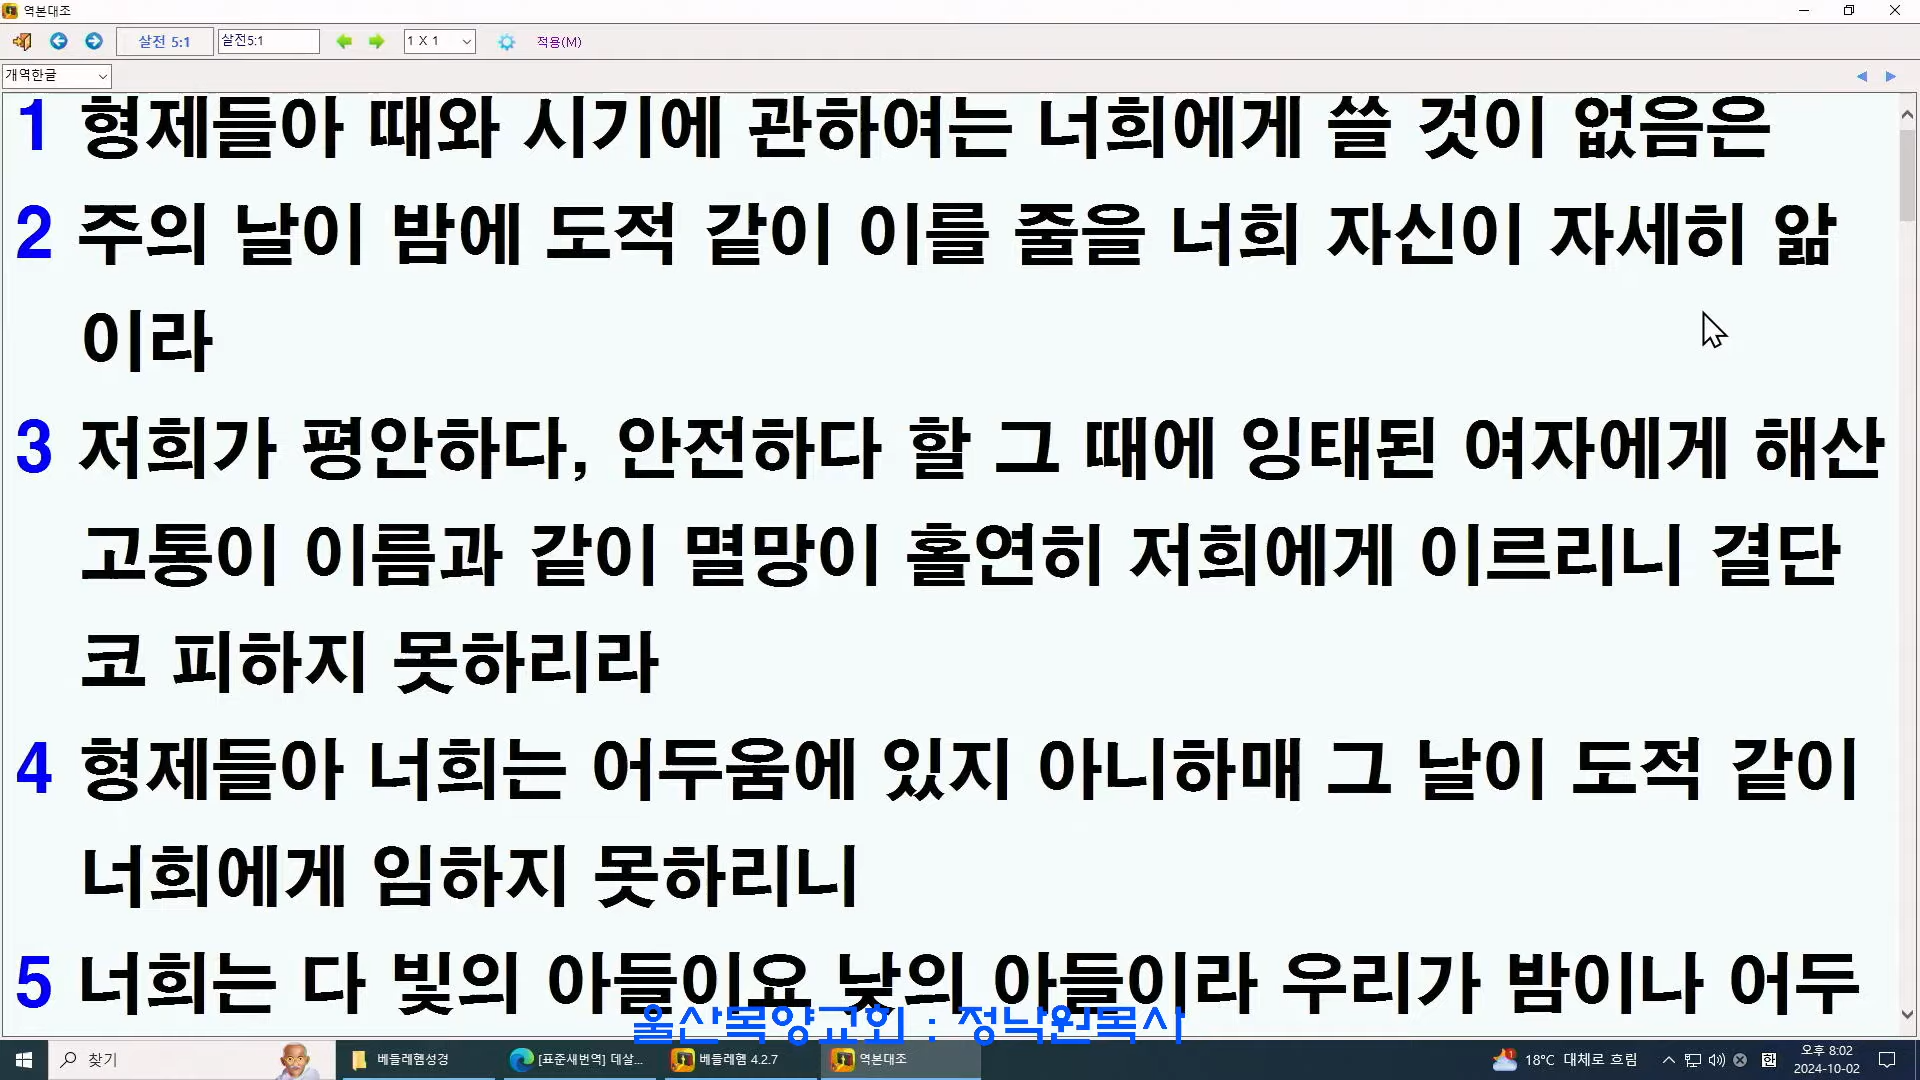 역본대조
살전 5:1
살전5:1
1 X 1
적용(M)
개역한글
1 형제들아 때와 시기에 관하여는 너희에게 쓸 것이 없음은
2 주의 날이 밤에 도적 같이 이를 줄을 너희 자신이 자세히 앎
이라
3 저희가 평안하다, 안전하다 할 그 때에 잉태된 여자에게 해산
고통이 이름과 같이 멸망이 홀연히 저희에게 이르리니 결단
코 피하지 못하리라
4 형제들아 너희는 어두움에 있지 아니하매 그 날이 도적 같이
너희에게 임하지 못하리니
5 너희는 다 빛의 아들이요 낮의 아들이라 우리가 밤이나 어두
울산목양교회 : 정낙원목사
찾기
베들레헴성경
[표준새번역] 데살...
베들레헴 4.2.7
역본대조
18°C 대체로 흐림
한
오후 8:02
2024-10-02